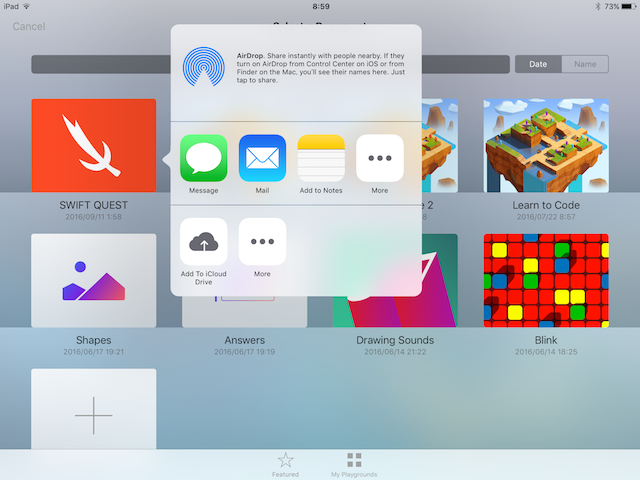 iPad 8:59 73%
Cancel
AirDrop. Share instantly with people nearby. If they
turn on AirDrop from Control Center on iOS or from
Finder on the Mac, you'll see their names here. Just
tap to share.
Date Name
Message Mail Add to Notes More
SWIFT QUEST
2016/09/11 1:58
2
Learn to Code
2016/07/22 8:57
Add To iCloud
Drive
More
Shapes
2016/06/17 19:21
Answers
2016/06/17 19:19
Drawing Sounds
2016/06/14 21:22
Blink
2016/06/14 18:25
Featured My Playgrounds